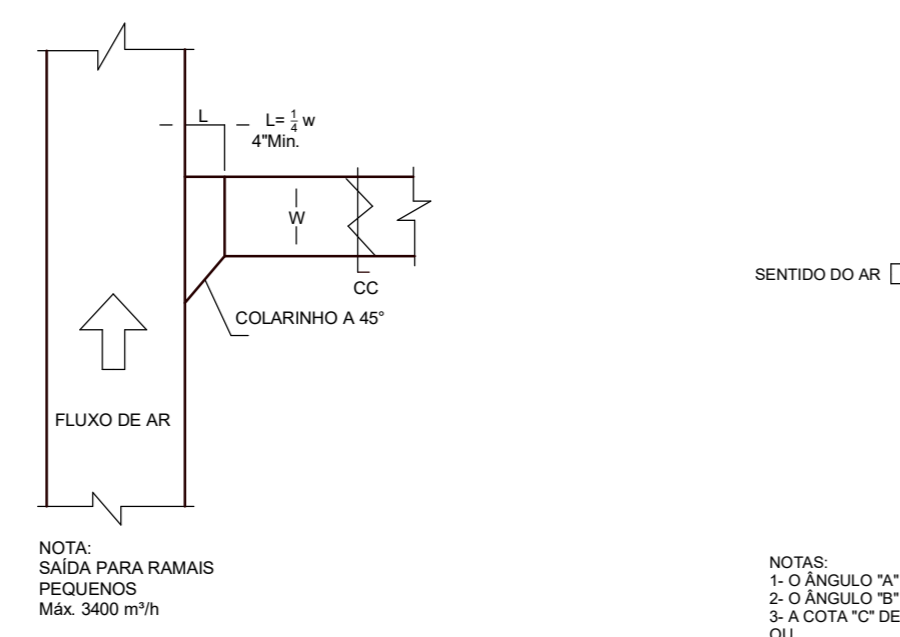 L
L= 1/4 w
4"Min.
W
CC
COLARINHO A 45°
FLUXO DE AR
NOTA:
SAÍDA PARA RAMAIS
PEQUENOS
Máx. 3400 m³/h
SENTIDO DO AR
NOTAS:
1- O ÂNGULO "A"
2- O ÂNGULO "B"
3- A COTA "C" DE
OU